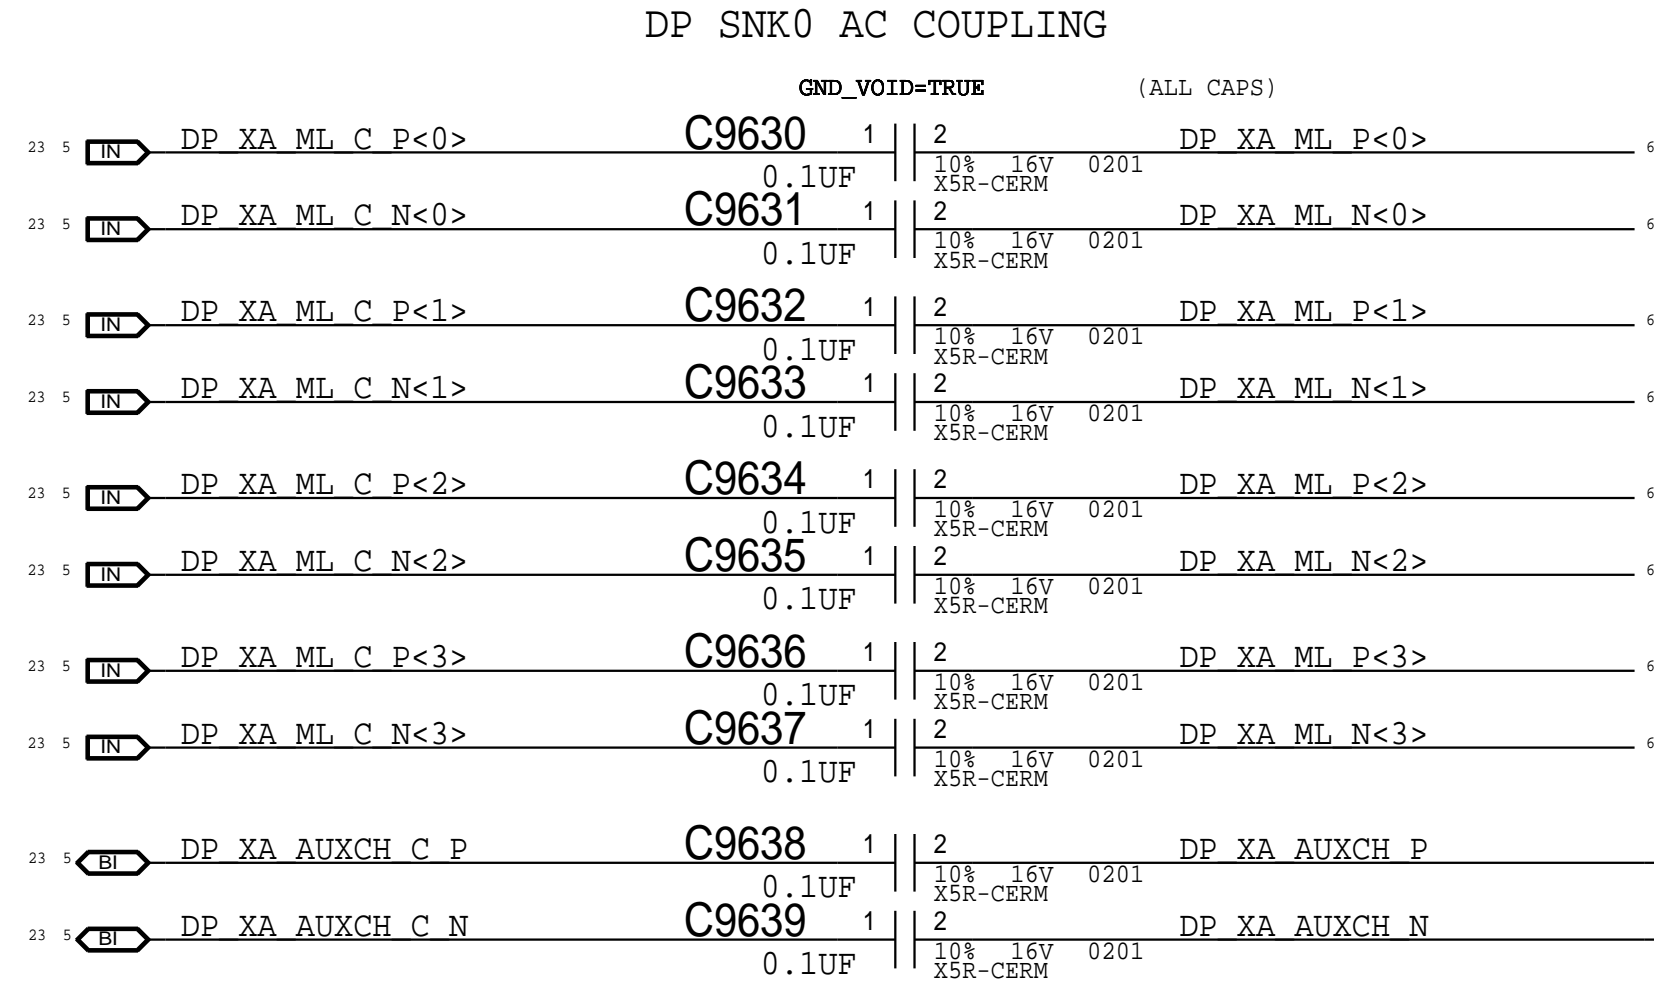 DP SNK0 AC COUPLING
GND_VOID=TRUE (ALL CAPS)
23 5 IN DP_XA_ML_C_P<0> C9630 1 2 DP_XA_ML_P<0> 6
0.1UF 10% 16V 0201
X5R-CERM
23 5 IN DP_XA_ML_C_N<0> C9631 1 2 DP_XA_ML_N<0> 6
0.1UF 10% 16V 0201
X5R-CERM
23 5 IN DP_XA_ML_C_P<1> C9632 1 2 DP_XA_ML_P<1> 6
0.1UF 10% 16V 0201
X5R-CERM
23 5 IN DP_XA_ML_C_N<1> C9633 1 2 DP_XA_ML_N<1> 6
0.1UF 10% 16V 0201
X5R-CERM
23 5 IN DP_XA_ML_C_P<2> C9634 1 2 DP_XA_ML_P<2> 6
0.1UF 10% 16V 0201
X5R-CERM
23 5 IN DP_XA_ML_C_N<2> C9635 1 2 DP_XA_ML_N<2> 6
0.1UF 10% 16V 0201
X5R-CERM
23 5 IN DP_XA_ML_C_P<3> C9636 1 2 DP_XA_ML_P<3> 6
0.1UF 10% 16V 0201
X5R-CERM
23 5 IN DP_XA_ML_C_N<3> C9637 1 2 DP_XA_ML_N<3> 6
0.1UF 10% 16V 0201
X5R-CERM
23 5 BI DP_XA_AUXCH_C_P C9638 1 2 DP_XA_AUXCH_P
0.1UF 10% 16V 0201
X5R-CERM
23 5 BI DP_XA_AUXCH_C_N C9639 1 2 DP_XA_AUXCH_N
0.1UF 10% 16V 0201
X5R-CERM